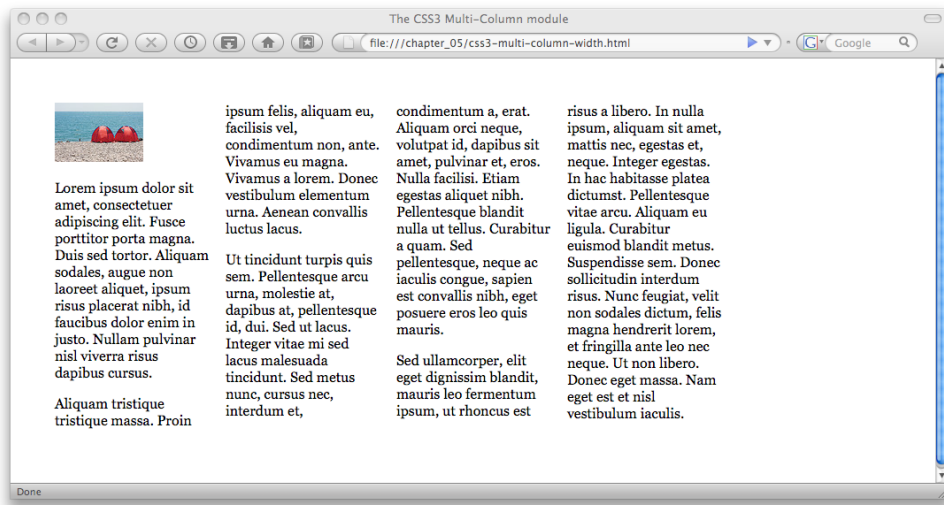 The CSS3 Multi-Column module
file:///chapter_05/css3-multi-column-width.html
G
Google
Lorem ipsum dolor sit
amet, consectetuer
adipiscing elit. Fusce
porttitor porta magna.
Duis sed tortor. Aliquam
sodales, augue non
laoreet aliquet, ipsum
risus placerat nibh, id
faucibus dolor enim in
justo. Nullam pulvinar
nisl viverra risus
dapibus cursus.
Aliquam tristique
tristique massa. Proin
ipsum felis, aliquam eu,
facilisis vel,
condimentum non, ante.
Vivamus eu magna.
Vivamus a lorem. Donec
vestibulum elementum
urna. Aenean convallis
luctus lacus.
Ut tincidunt turpis quis
sem. Pellentesque arcu
urna, molestie at,
dapibus at, pellentesque
id, dui. Sed ut lacus.
Integer vitae mi sed
lacus malesuada
tincidunt. Sed metus
nunc, cursus nec,
interdum et,
condimentum a, erat.
Aliquam orci neque,
volutpat id, dapibus sit
amet, pulvinar et, eros.
Nulla facilisi. Etiam
egestas aliquet nibh.
Pellentesque blandit
nulla ut tellus. Curabitur
a quam. Sed
pellentesque, neque ac
iaculis congue, sapien
est convallis nibh, eget
posuere eros leo quis
mauris.
Sed ullamcorper, elit
eget dignissim blandit,
mauris leo fermentum
ipsum, ut rhoncus est
risus a libero. In nulla
ipsum, aliquam sit amet,
mattis nec, egestas et,
neque. Integer egestas.
In hac habitasse platea
dictumst. Pellentesque
vitae arcu. Aliquam eu
ligula. Curabitur
euismod blandit metus.
Suspendisse sem. Donec
sollicitudin interdum
risus. Nunc feugiat, velit
non sodales dictum, felis
magna hendrerit lorem,
et fringilla ante leo nec
neque. Ut non libero.
Donec eget massa. Nam
eget est et nisl
vestibulum iaculis.
Done